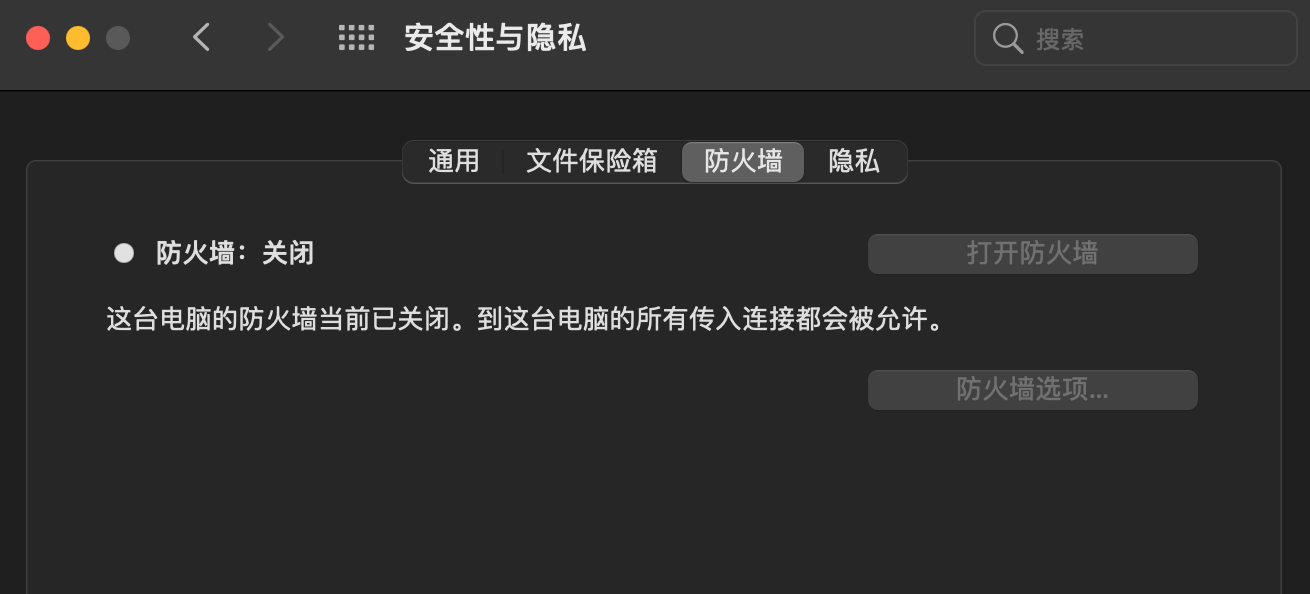 安全性与隐私
搜索
通用 文件保险箱 防火墙 隐私
防火墙：关闭
打开防火墙
这台电脑的防火墙当前已关闭。到这台电脑的所有传入连接都会被允许。
防火墙选项...